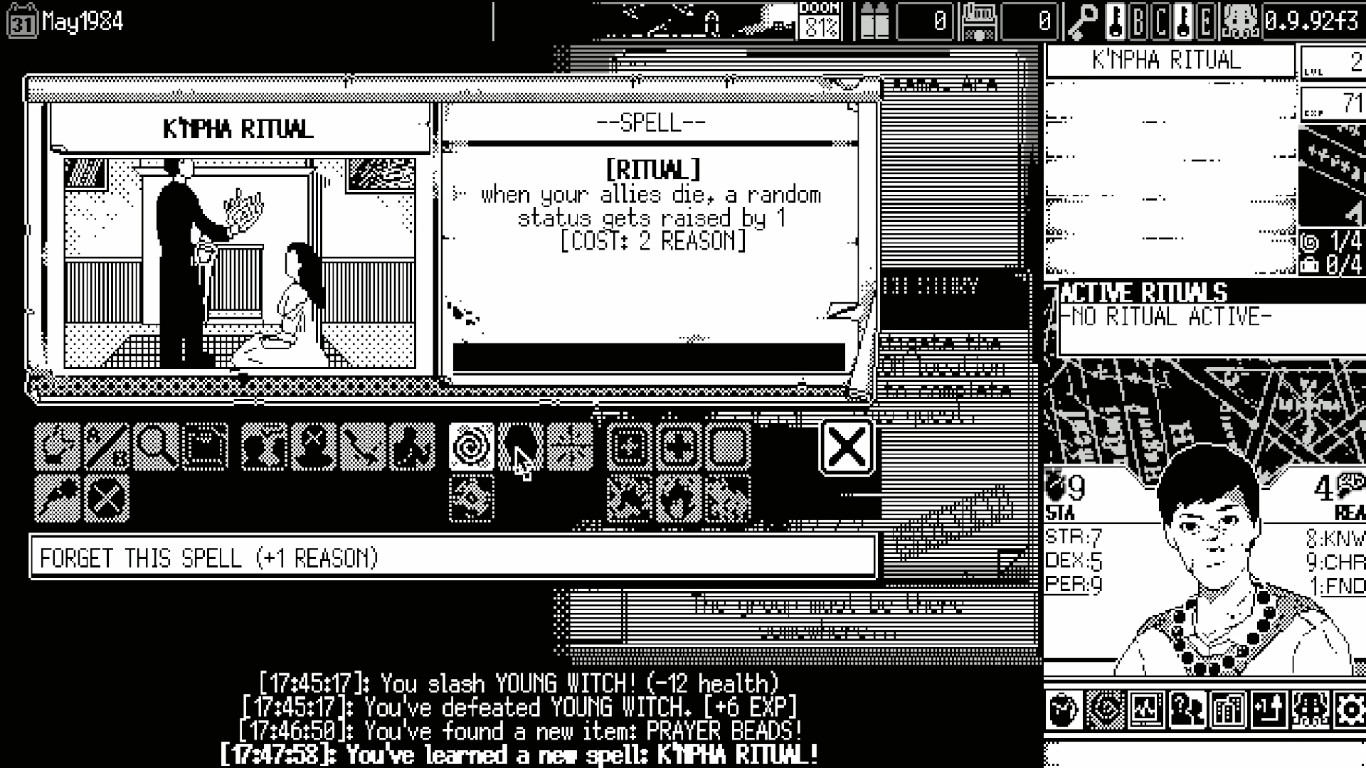 31 May1984
DOOM
81%
0
0
B C E
0.9.92f3
K'NPHA RITUAL
LVL 2
EXP 71
1/4
0/4
K'NPHA RITUAL
--SPELL--
[RITUAL]
when your allies die, a random
status gets raised by 1
[COST: 2 REASON]
ACTIVE RITUALS
-NO RITUAL ACTIVE-
9
STA
4
REA
STR:7
DEX:5
PER:9
8:KNW
9:CHR
1:FND
FORGET THIS SPELL (+1 REASON)
The group must be there
somewhere...
[17:45:17]: You slash YOUNG WITCH! (-12 health)
[17:45:17]: You've defeated YOUNG WITCH. [+6 EXP]
[17:46:50]: You've found a new item: PRAYER BEADS!
[17:47:58]: You've learned a new spell: K'NPHA RITUAL!